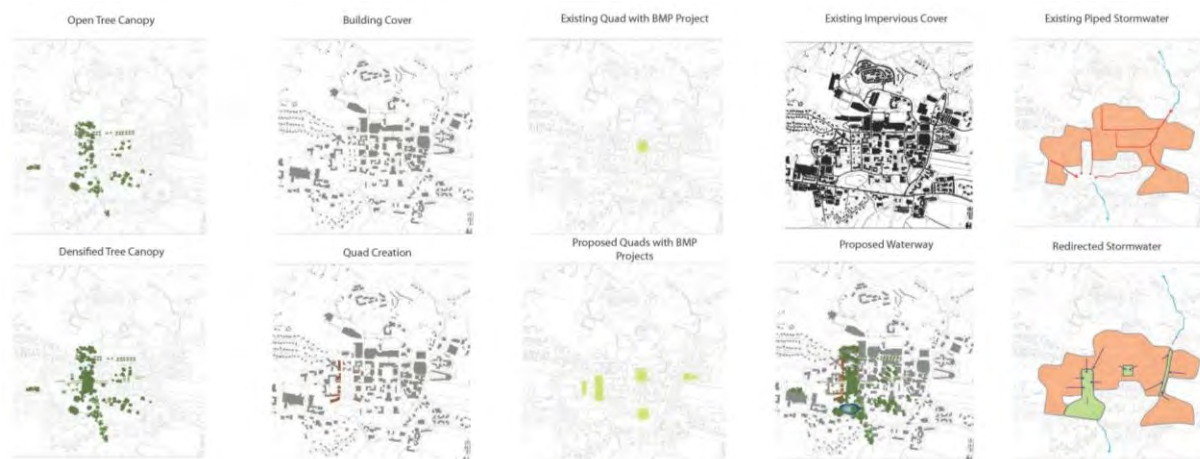 Open Tree Canopy
Building Cover
Existing Quad with BMP Project
Existing Impervious Cover
Existing Piped Stormwater
Densified Tree Canopy
Quad Creation
Proposed Quads with BMP
Projects
Proposed Waterway
Redirected Stormwater